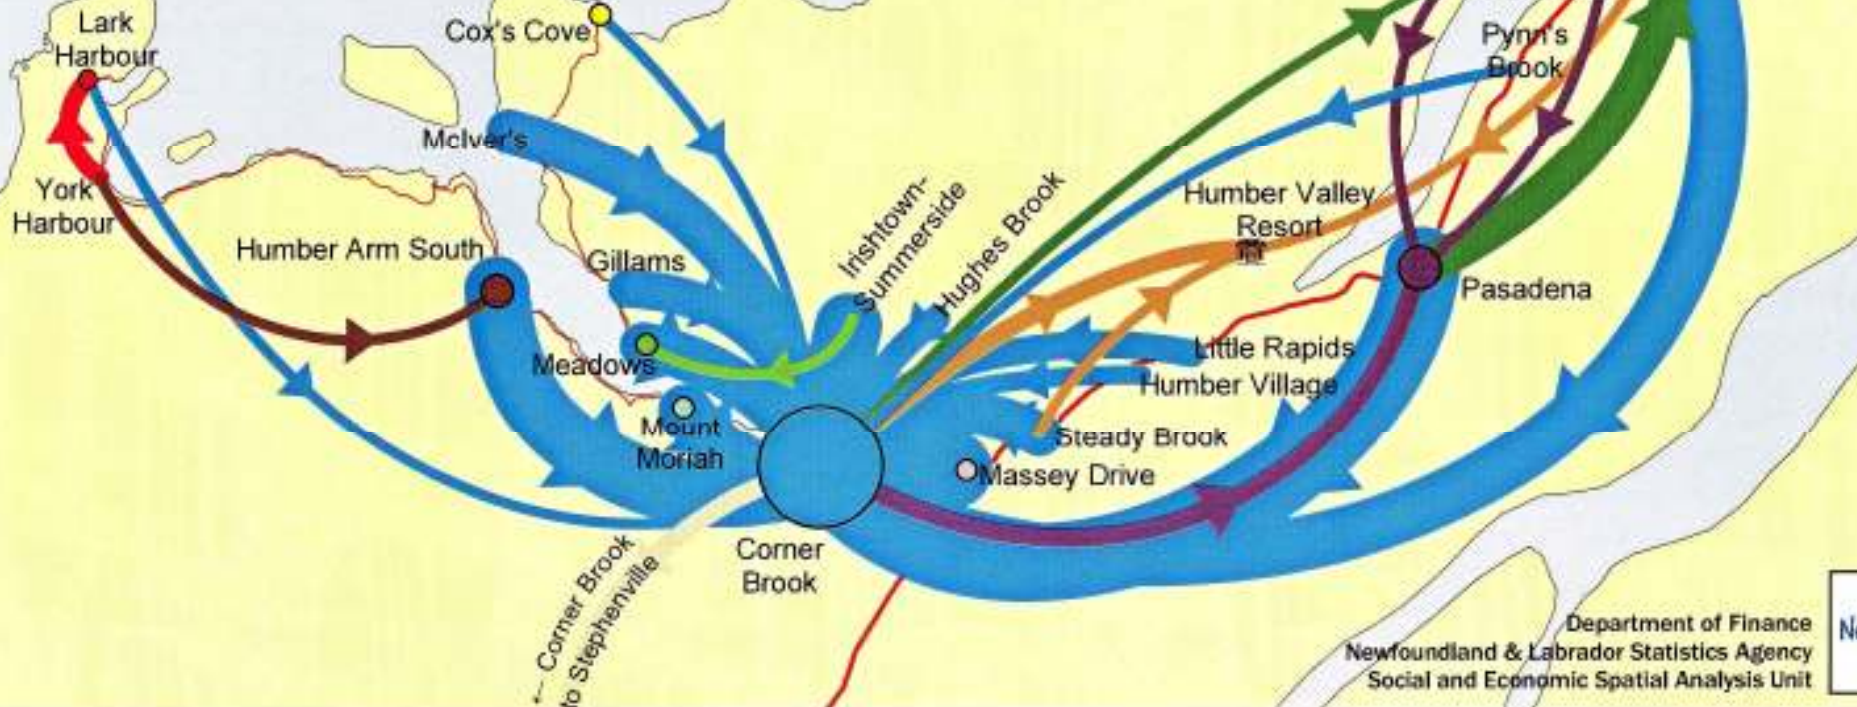 Lark
Harbour
Cox's Cove
Pynn's
Brook
McIver's
York
Harbour
Humber Arm South
Gillams
Irishtown-
Summerside
Hughes Brook
Humber Valley
Resort
Pasadena
Meadows
Little Rapids
Humber Village
Mount
Moriah
Steady Brook
Massey Drive
Corner
Brook
← Corner Brook
to Stephenville
Department of Finance
Newfoundland & Labrador Statistics Agency
Social and Economic Spatial Analysis Unit